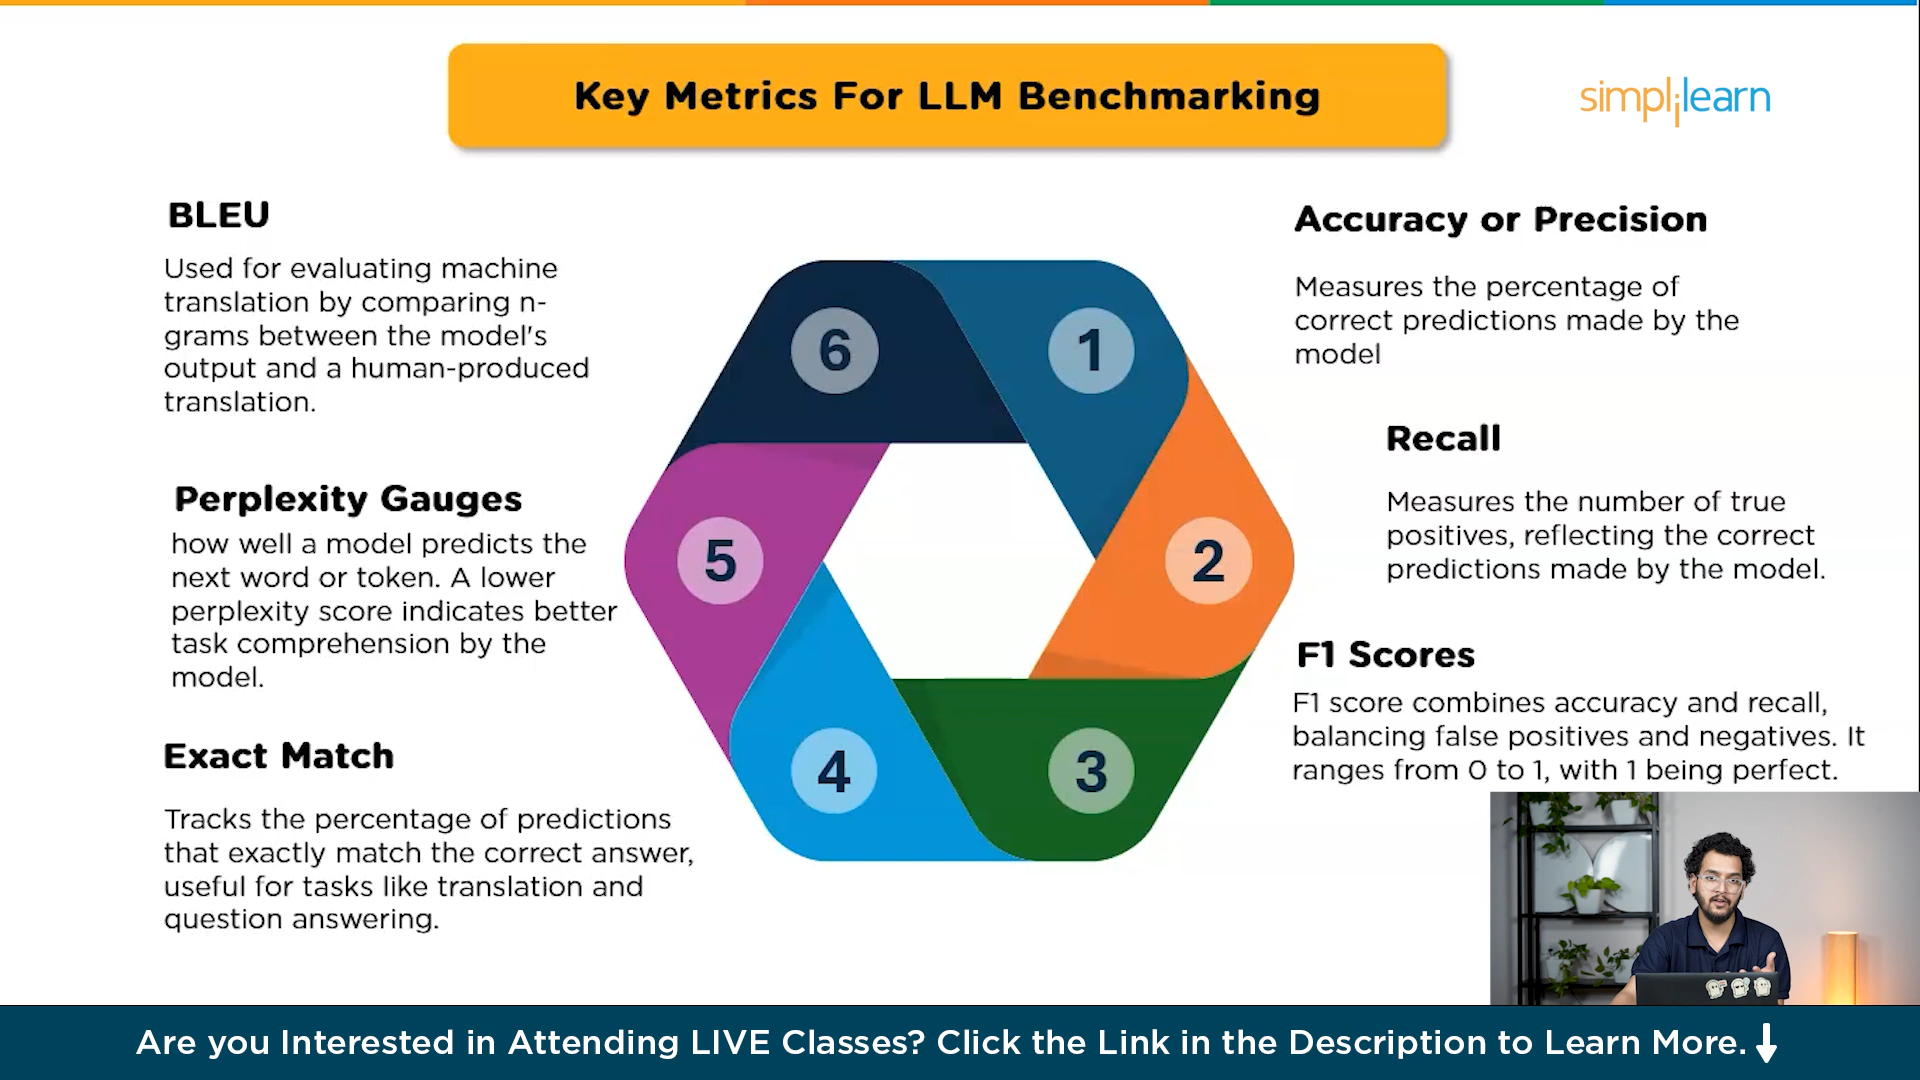 Key Metrics For LLM Benchmarking
simplilearn
BLEU
Used for evaluating machine
translation by comparing n-
grams between the model's
output and a human-produced
translation.
Perplexity Gauges
how well a model predicts the
next word or token. A lower
perplexity score indicates better
task comprehension by the
model.
Exact Match
Tracks the percentage of predictions
that exactly match the correct answer,
useful for tasks like translation and
question answering.
6
1
5
2
4
3
Accuracy or Precision
Measures the percentage of
correct predictions made by the
model
Recall
Measures the number of true
positives, reflecting the correct
predictions made by the model.
F1 Scores
F1 score combines accuracy and recall,
balancing false positives and negatives. It
ranges from 0 to 1, with 1 being perfect.
Are you Interested in Attending LIVE Classes? Click the Link in the Description to Learn More.